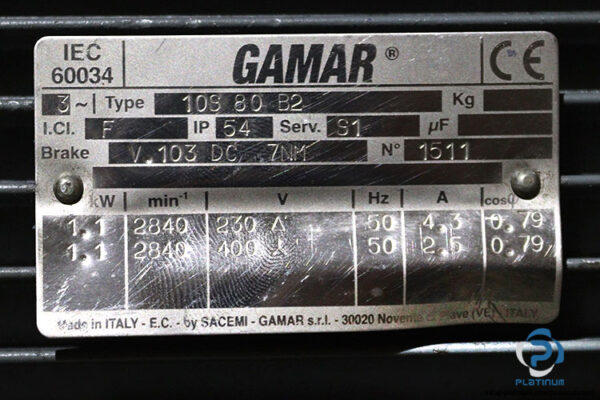 IEC
60034
GAMAR ®
CE
3 ~ Type 10S 80 B2 Kg
I.Cl. F IP 54 Serv. S1 µF
Brake V.103 DC 7NM N° 1511
kW min⁻¹ V Hz A cosφ
1.1 2840 230 Δ 50 4.3 0.79
1.1 2840 400 50 2.5 0.79
Made in ITALY - E.C. - by SACEMI - GAMAR s.r.l. - 30020 Noventa di Piave (VE) ITALY
PLATINUM